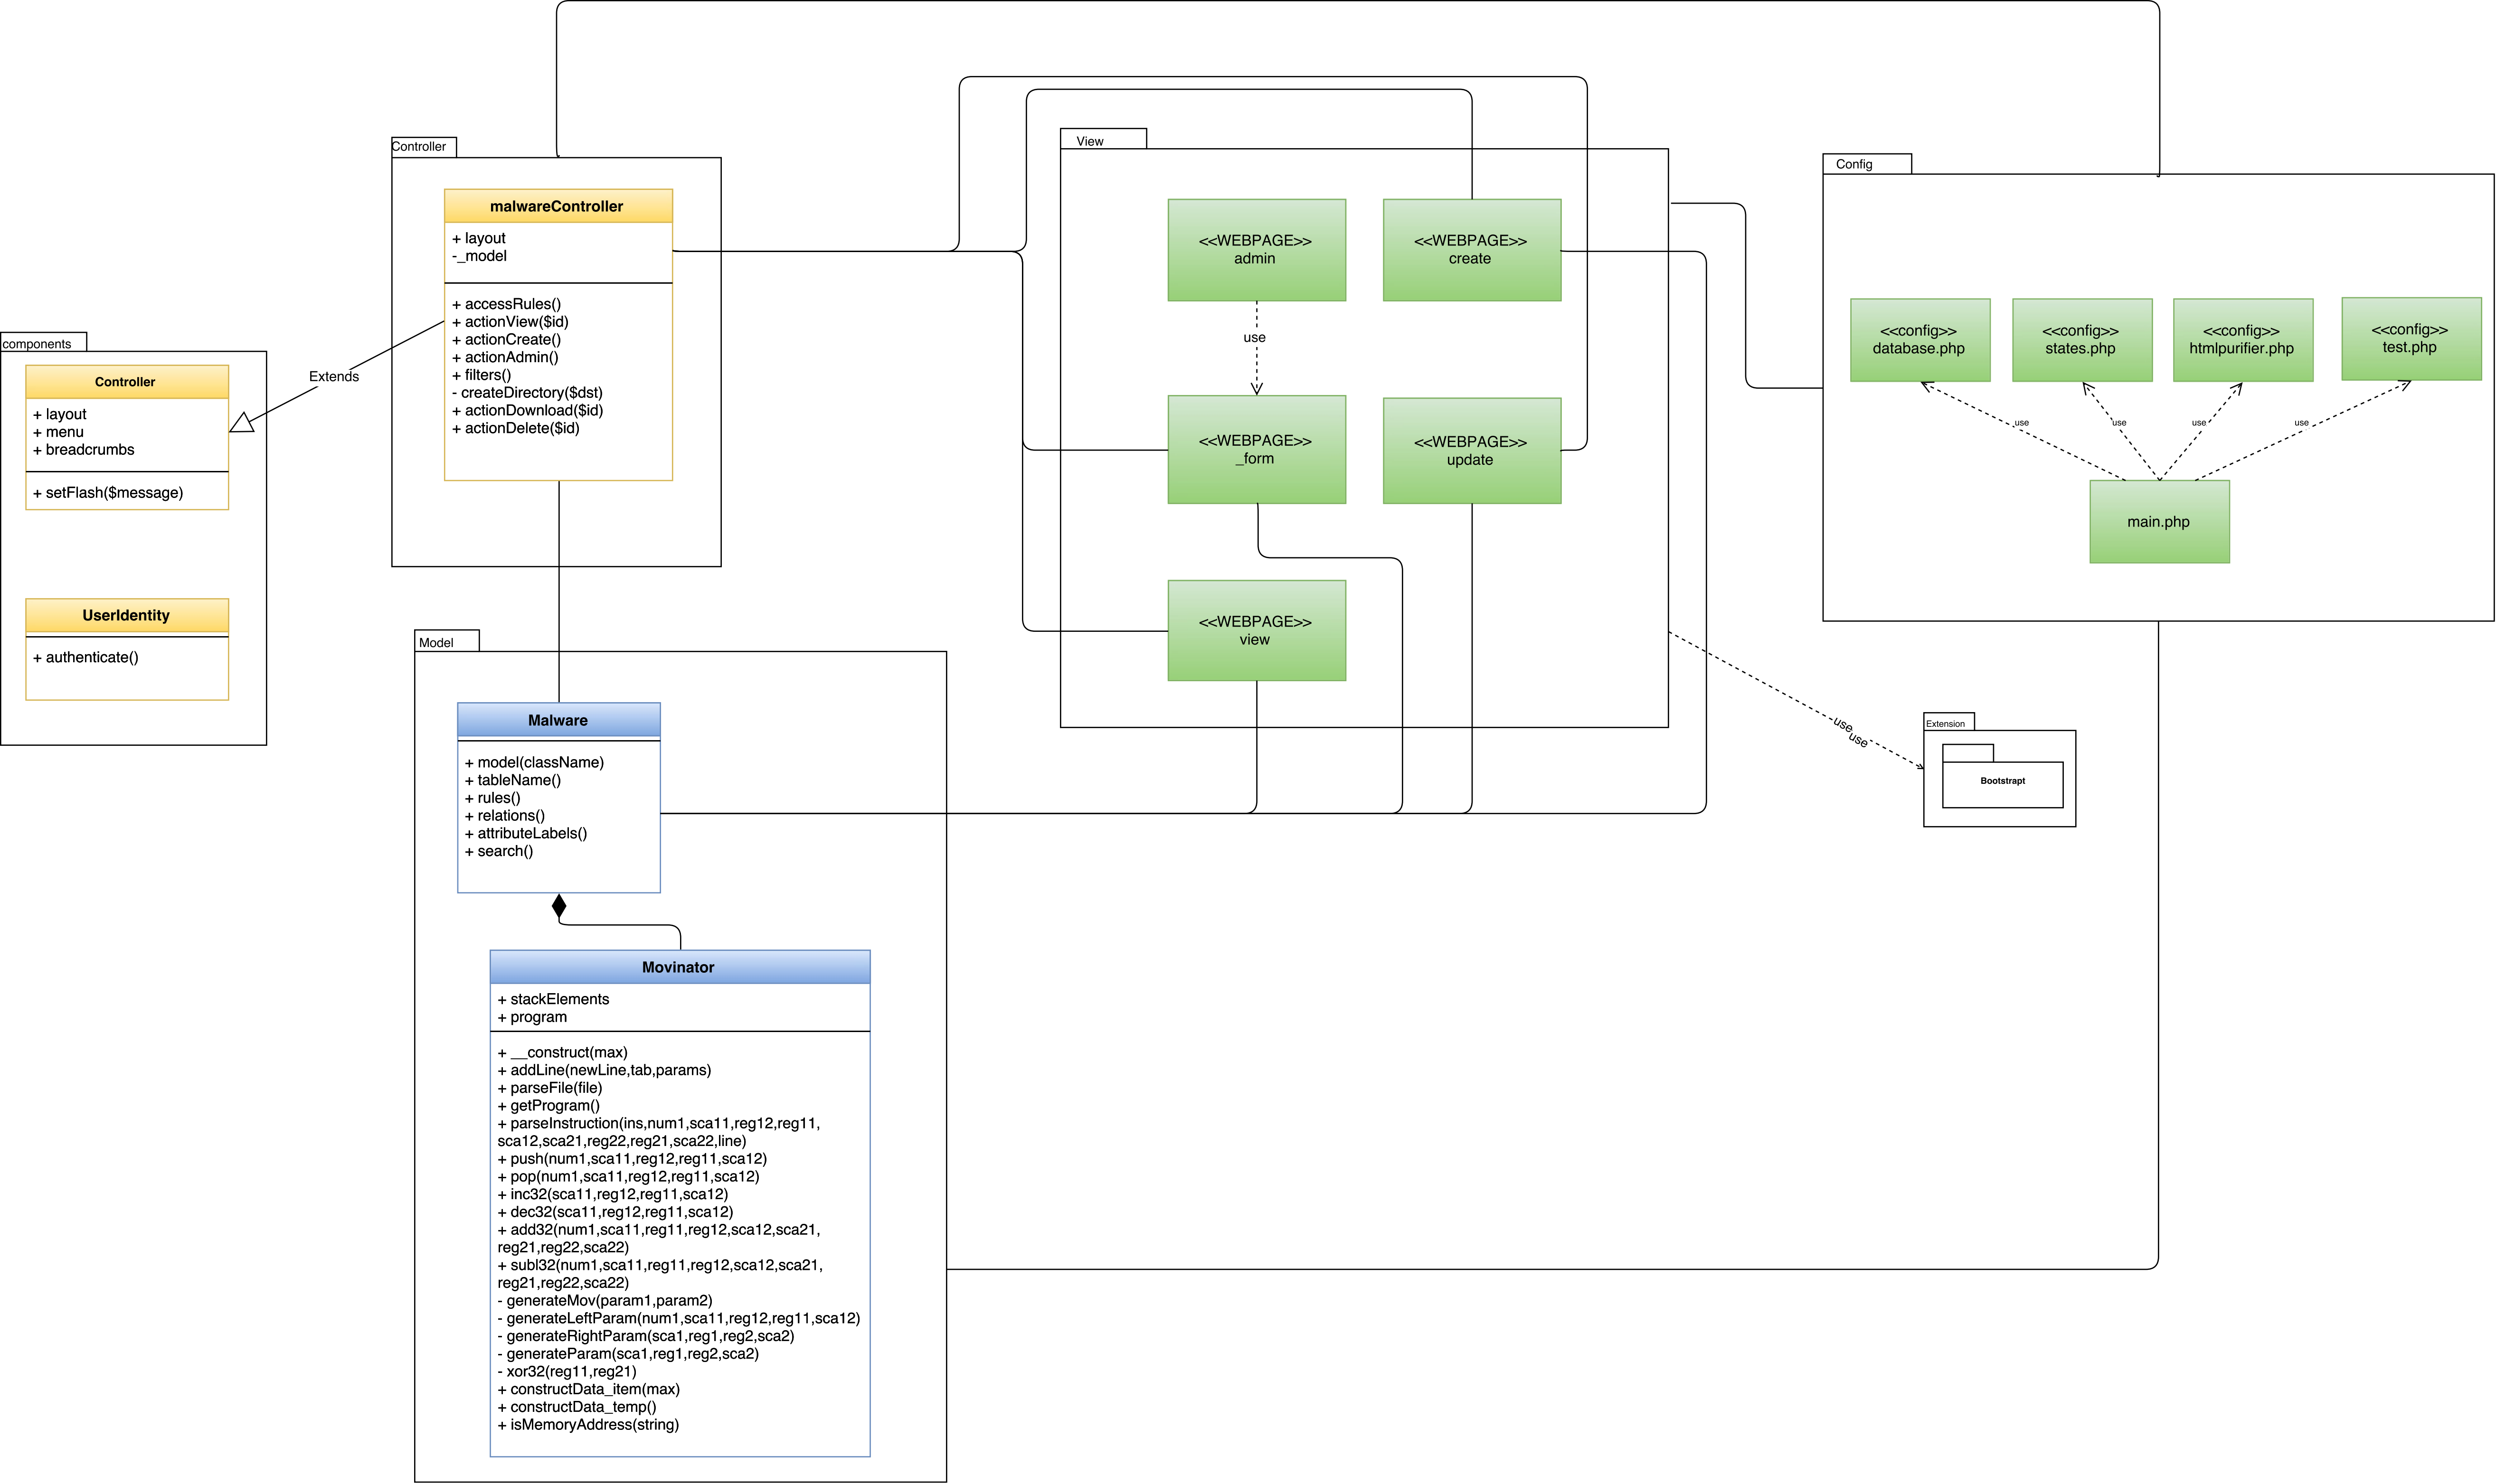 components
Controller
+ layout
+ menu
+ breadcrumbs
+ setFlash($message)
UserIdentity
+ authenticate()
Extends
Controller
malwareController
+ layout
-_model
+ accessRules()
+ actionView($id)
+ actionCreate()
+ actionAdmin()
+ filters()
- createDirectory($dst)
+ actionDownload($id)
+ actionDelete($id)
Model
Malware
+ model(className)
+ tableName()
+ rules()
+ relations()
+ attributeLabels()
+ search()
Movinator
+ stackElements
+ program
+ __construct(max)
+ addLine(newLine,tab,params)
+ parseFile(file)
+ getProgram()
+ parseInstruction(ins,num1,sca11,reg12,reg11,
sca12,sca21,reg22,reg21,sca22,line)
+ push(num1,sca11,reg12,reg11,sca12)
+ pop(num1,sca11,reg12,reg11,sca12)
+ inc32(sca11,reg12,reg11,sca12)
+ dec32(sca11,reg12,reg11,sca12)
+ add32(num1,sca11,reg11,reg12,sca12,sca21,
reg21,reg22,sca22)
+ subl32(num1,sca11,reg11,reg12,sca12,sca21,
reg21,reg22,sca22)
- generateMov(param1,param2)
- generateLeftParam(num1,sca11,reg12,reg11,sca12)
- generateRightParam(sca1,reg1,reg2,sca2)
- generateParam(sca1,reg1,reg2,sca2)
- xor32(reg11,reg21)
+ constructData_item(max)
+ constructData_temp()
+ isMemoryAddress(string)
View
<<WEBPAGE>>
admin
<<WEBPAGE>>
create
use
<<WEBPAGE>>
_form
<<WEBPAGE>>
update
<<WEBPAGE>>
view
Config
<<config>>
database.php
<<config>>
states.php
<<config>>
htmlpurifier.php
<<config>>
test.php
use
use
use
use
main.php
use
use
Extension
Bootstrapt